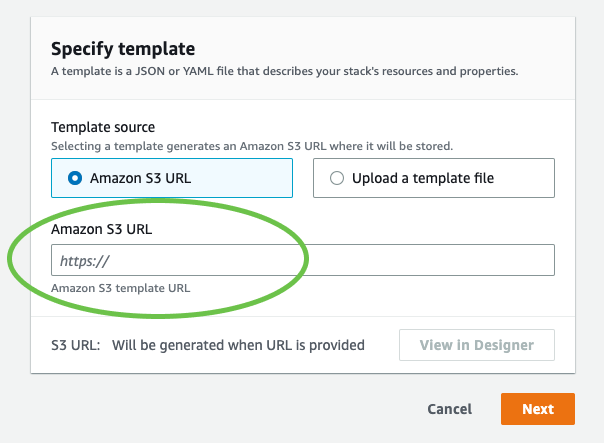 Specify template
A template is a JSON or YAML file that describes your stack's resources and properties.
Template source
Selecting a template generates an Amazon S3 URL where it will be stored.
Amazon S3 URL
Upload a template file
Amazon S3 URL
https://
Amazon S3 template URL
S3 URL: Will be generated when URL is provided
View in Designer
Cancel
Next